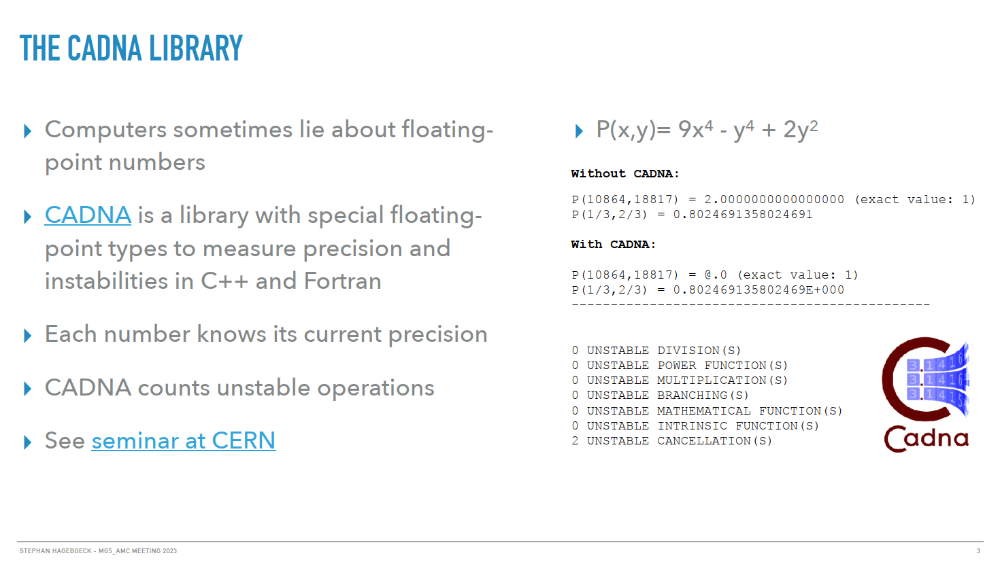 THE CADNA LIBRARY
Computers sometimes lie about floating-
point numbers
CADNA is a library with special floating-
point types to measure precision and
instabilities in C++ and Fortran
Each number knows its current precision
CADNA counts unstable operations
See seminar at CERN
P(x,y)= 9x⁴ - y⁴ + 2y²
Without CADNA:
P(10864,18817) = 2.0000000000000000 (exact value: 1)
P(1/3,2/3) = 0.8024691358024691
With CADNA:
P(10864,18817) = @.0 (exact value: 1)
P(1/3,2/3) = 0.802469135802469E+000
----------------------------------------------
0 UNSTABLE DIVISION(S)
0 UNSTABLE POWER FUNCTION(S)
0 UNSTABLE MULTIPLICATION(S)
0 UNSTABLE BRANCHING(S)
0 UNSTABLE MATHEMATICAL FUNCTION(S)
0 UNSTABLE INTRINSIC FUNCTION(S)
2 UNSTABLE CANCELLATION(S)
3.1416
3.1416
3.1415
Cadna
STEPHAN HAGEBOECK - MG5_AMC MEETING 2023
3